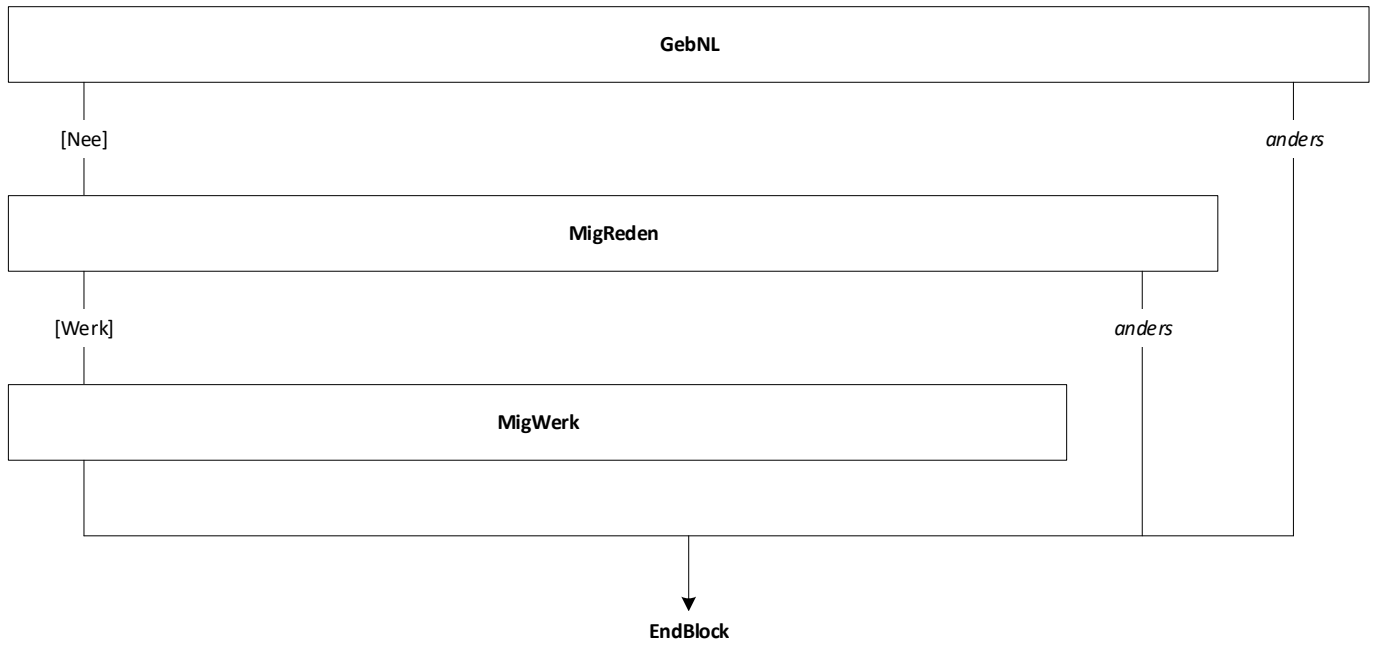 GebNL
[Nee]
anders
MigReden
[Werk]
anders
MigWerk
EndBlock